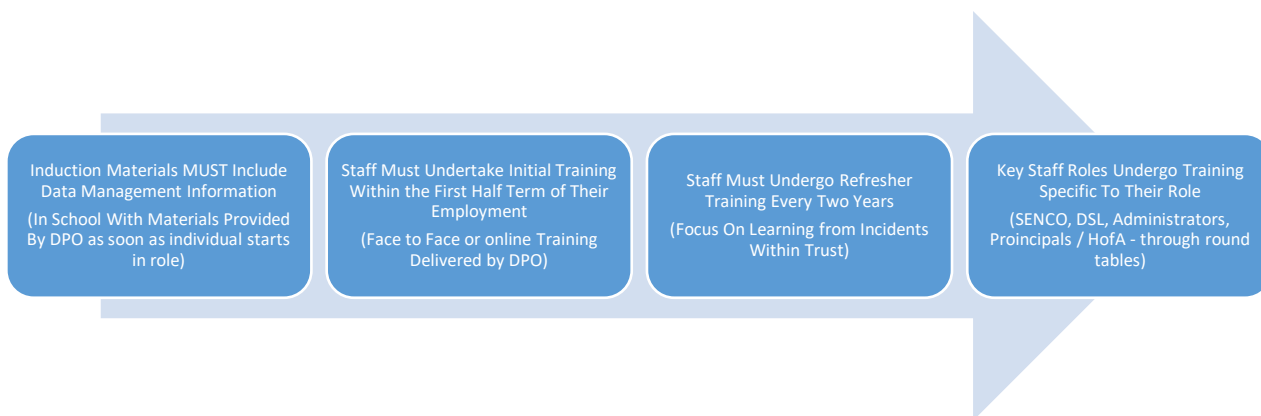 Induction Materials MUST Include
Data Management Information
(In School With Materials Provided
By DPO as soon as individual starts
in role)
Staff Must Undertake Initial Training
Within the First Half Term of Their
Employment
(Face to Face or online Training
Delivered by DPO)
Staff Must Undergo Refresher
Training Every Two Years
(Focus On Learning from Incidents
Within Trust)
Key Staff Roles Undergo Training
Specific To Their Role
(SENCO, DSL, Administrators,
Proincipals / HofA - through round
tables)